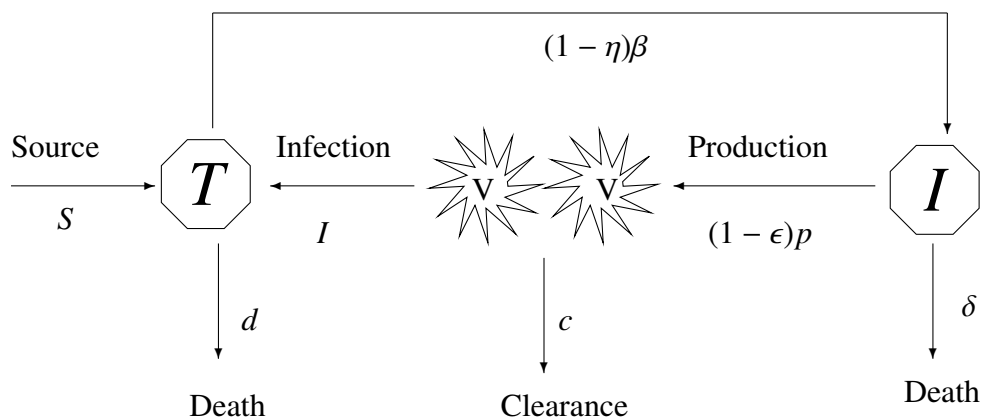 (1 − η)β
Source
T
Infection
V
V
Production
I
S
I
(1 − ϵ)p
d
c
δ
Death
Clearance
Death